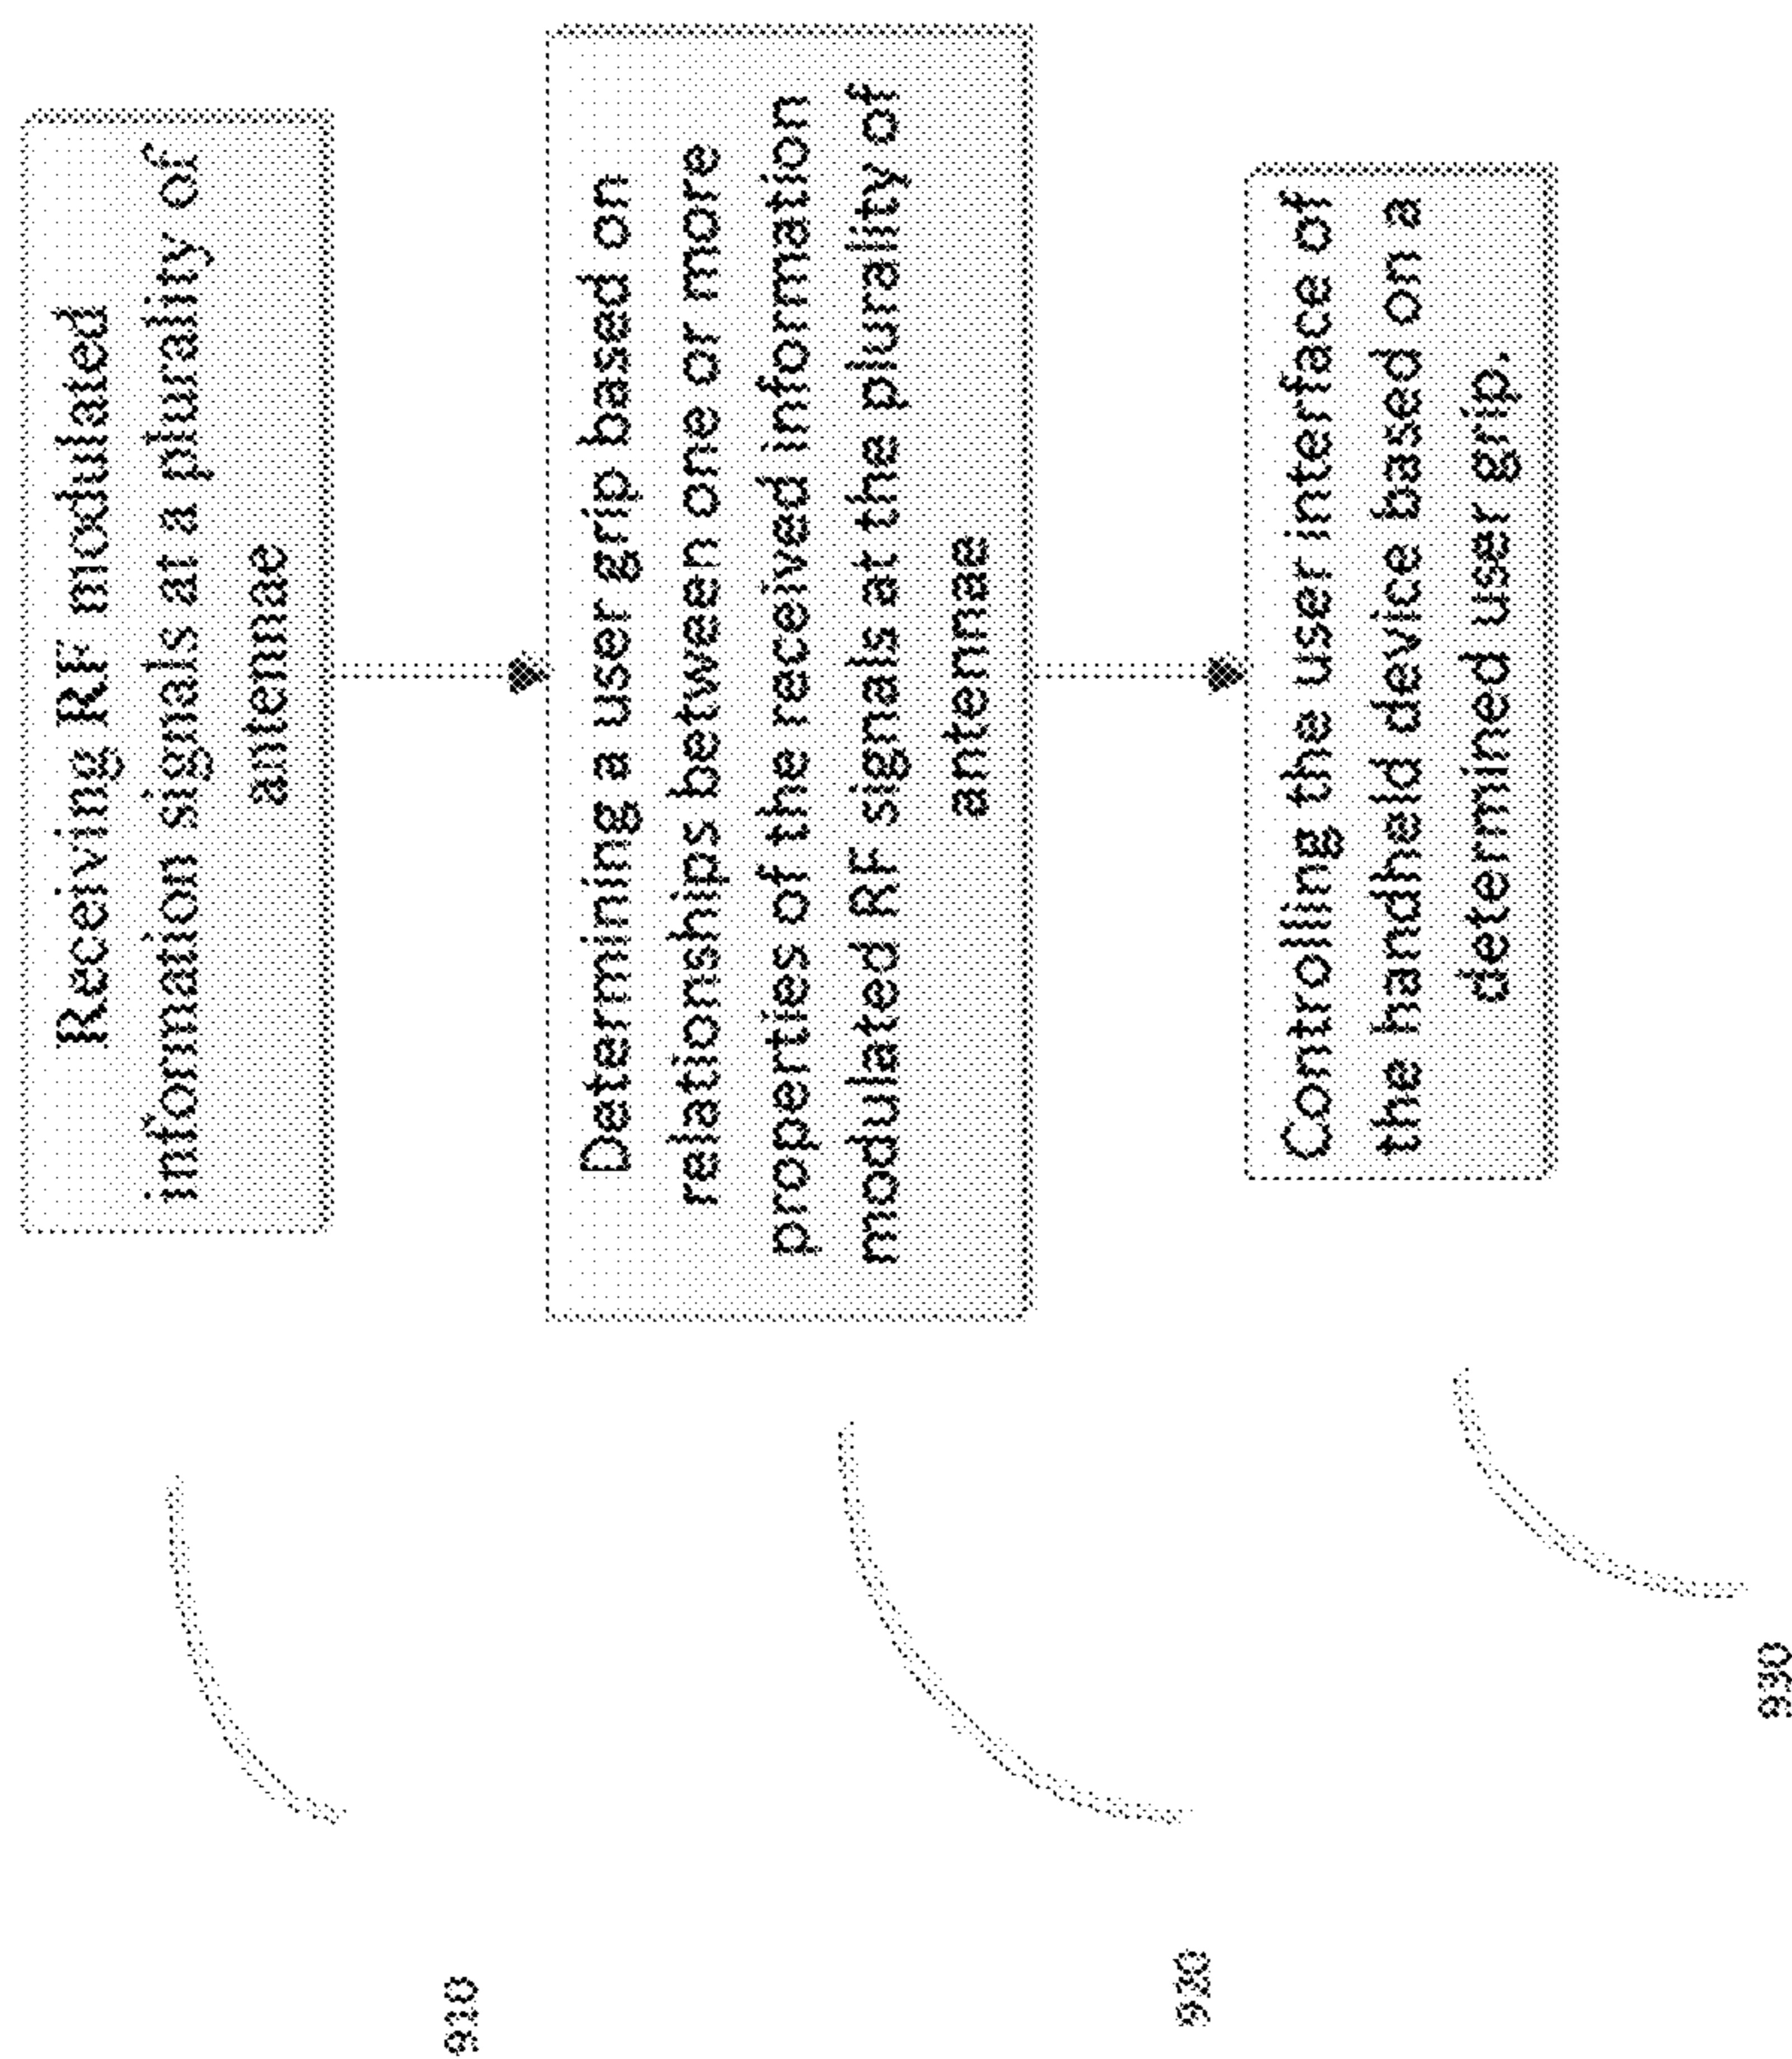 Receiving RF modulated
information signals at a plurality of
antennae
910
Determining a user grip based on
relationships between one or more
properties of the received information
modulated RF signals at the plurality of
antennae
920
Controlling the user interface of
the handheld device based on a
determined user grip.
930